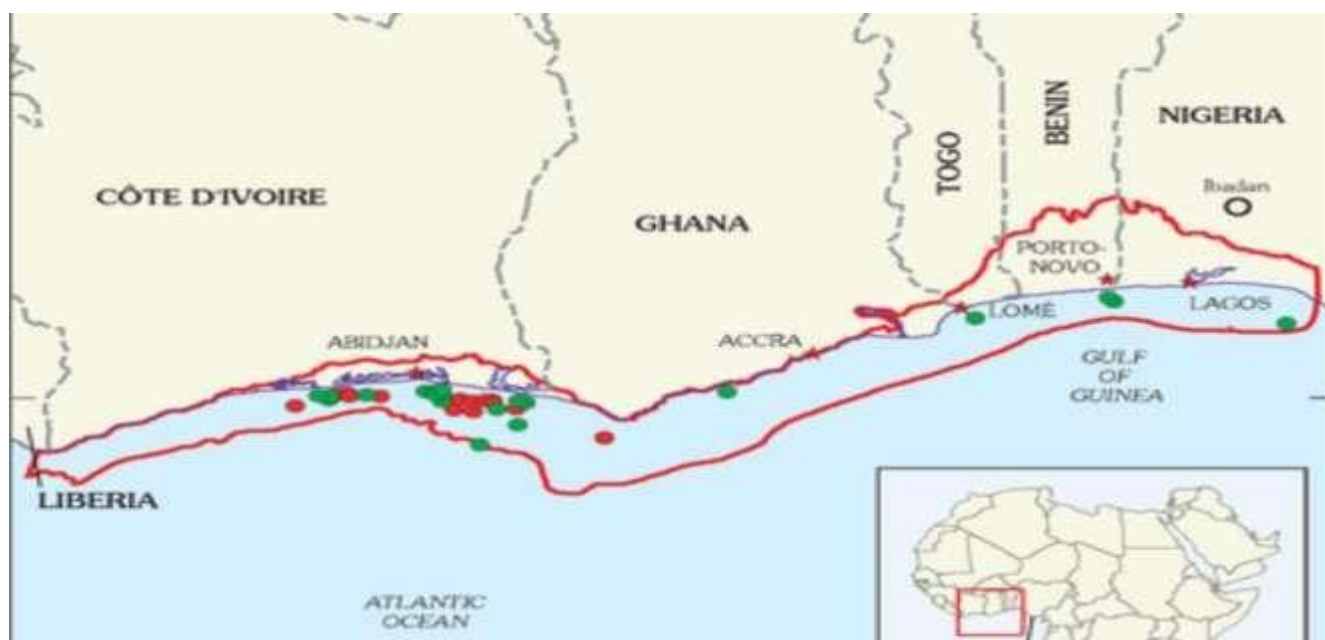 NIGERIA
BENIN
TOGO
Ibadan
CÔTE D'IVOIRE
GHANA
PORTO-
NOVO
LOMÉ
LAGOS
ABIDJAN
ACCRA
GULF
OF
GUINEA
LIBERIA
ATLANTIC
OCEAN